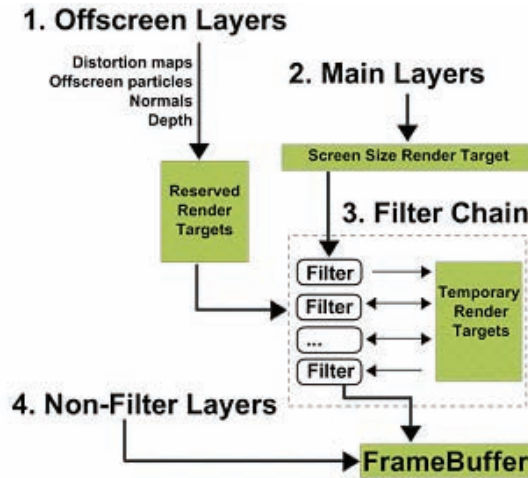 1. Offscreen Layers
Distortion maps
Offscreen particles
Normals
Depth
2. Main Layers
Screen Size Render Target
Reserved
Render
Targets
3. Filter Chain
Filter
Filter
...
Filter
Temporary
Render
Targets
4. Non-Filter Layers
FrameBuffer